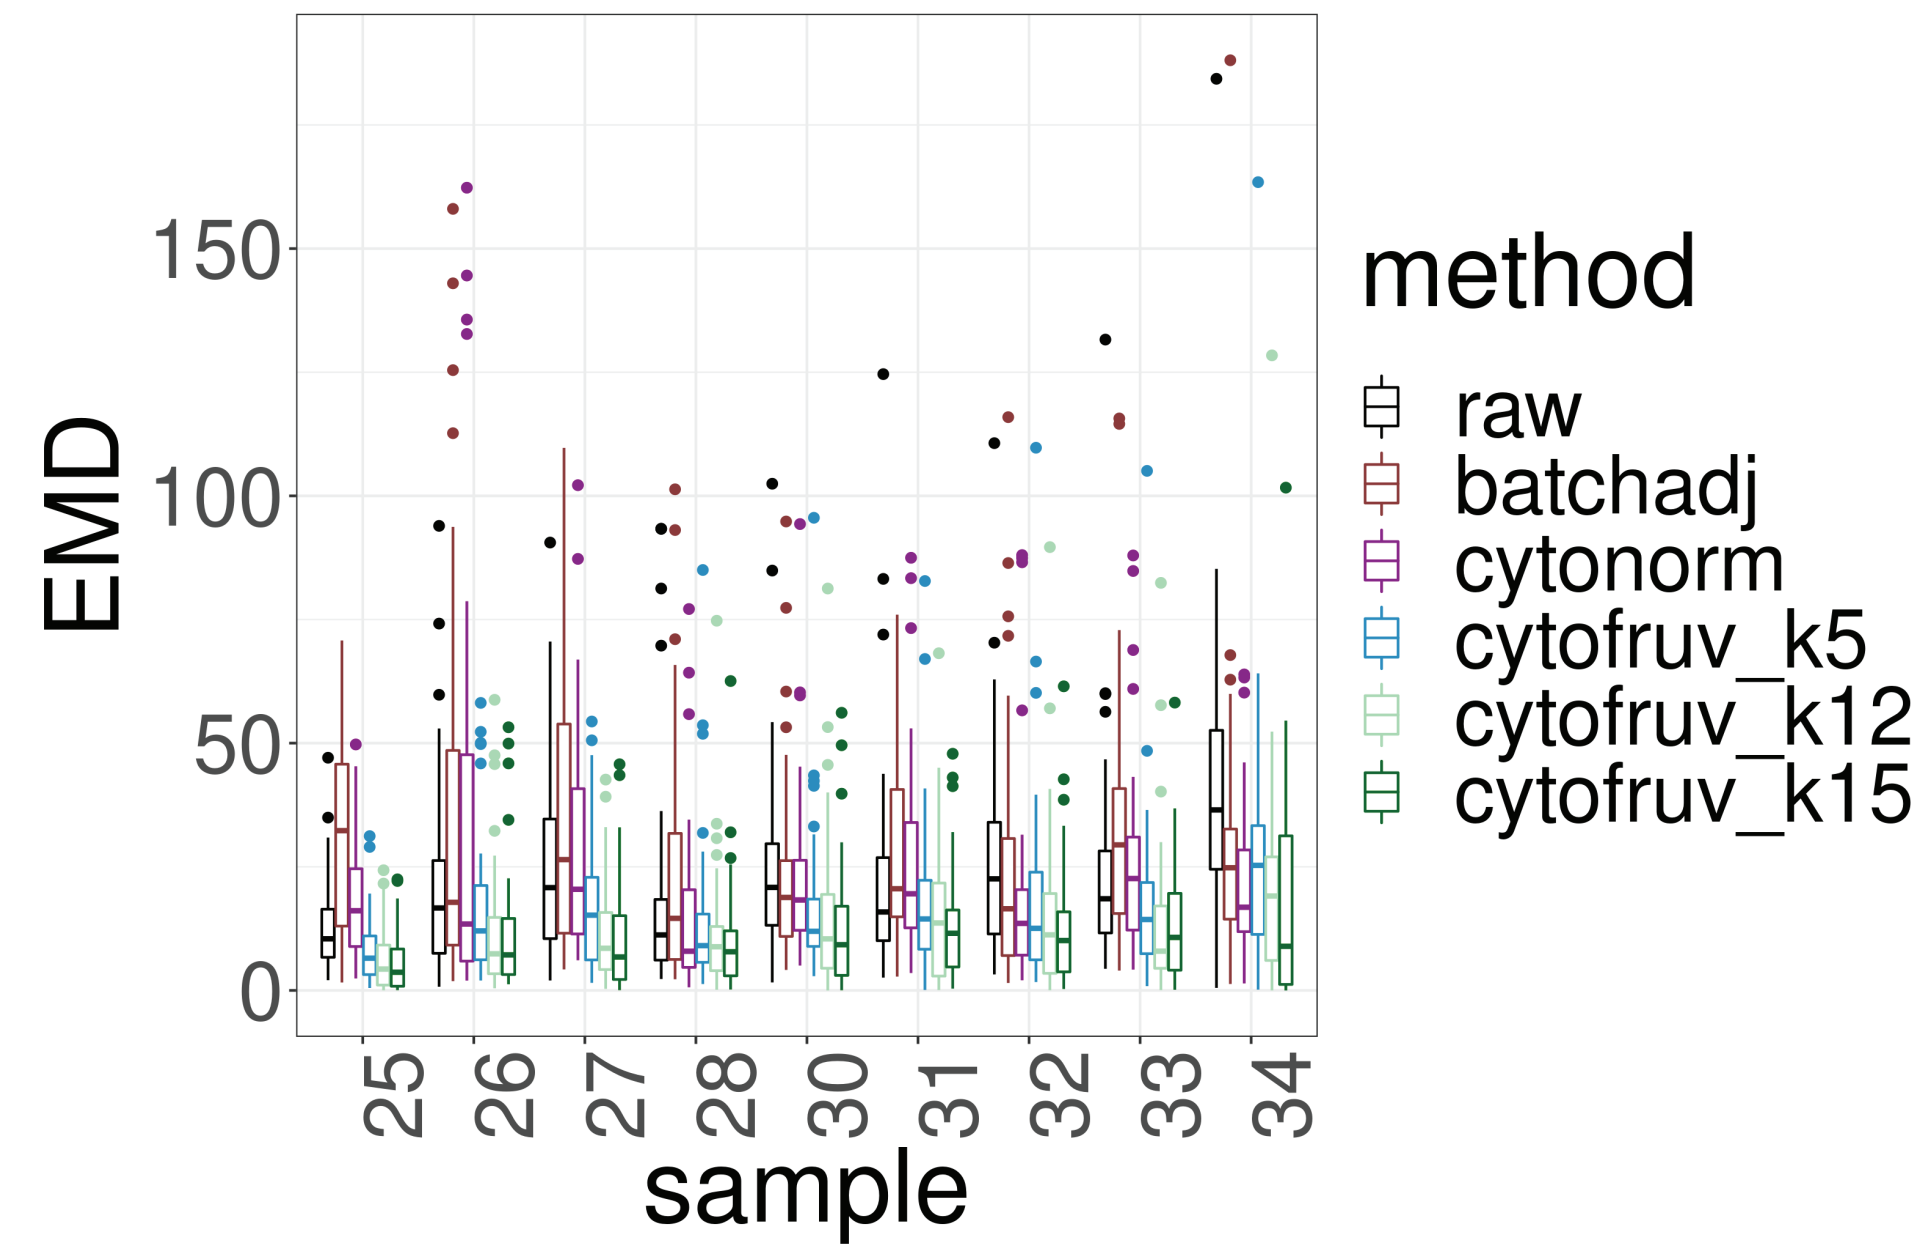 EMD
150
100
50
0
25
26
27
28
30
31
32
33
34
sample
method
raw
batchadj
cytonorm
cytofruv_k5
cytofruv_k12
cytofruv_k15